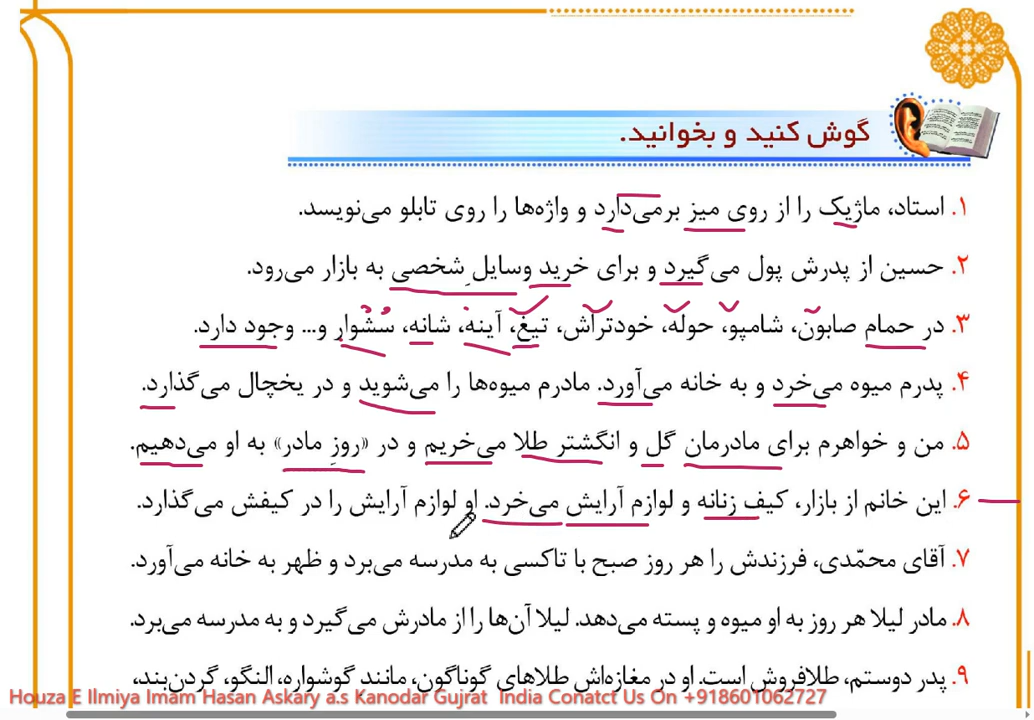 گوش کنید و بخوانید.
۱. استاد، ماژیک را از روی میز برمی‌دارد و واژه‌ها را روی تابلو می‌نویسد.
۲. حسین از پدرش پول می‌گیرد و برای خرید وسایلِ شخصی به بازار می‌رود.
۳. در حمام صابون، شامپو، حوله، خودتراش، تیغ، آینه، شانه، سشوار و... وجود دارد.
۴. پدرم میوه می‌خرد و به خانه می‌آورد. مادرم میوه‌ها را می‌شوید و در یخچال می‌گذارد.
۵. من و خواهرم برای مادرمان گل و انگشتر طلا می‌خریم و در «روزِ مادر» به او می‌دهیم.
۶. این خانم از بازار، کیف زنانه و لوازم آرایش می‌خرد. او لوازم آرایش را در کیفش می‌گذارد.
۷. آقای محمّدی، فرزندش را هر روز صبح با تاکسی به مدرسه می‌برد و ظهر به خانه می‌آورد.
۸. مادر لیلا هر روز به او میوه و پسته می‌دهد. لیلا آن‌ها را از مادرش می‌گیرد و به مدرسه می‌برد.
۹. پدر دوستم، طلافروش است. او در مغازه‌اش طلاهای گوناگون، مانند گوشواره، النگو، گردن‌بند،
Houza E Ilmiya Imam Hasan Askary a.s Kanodar Gujrat India Conatct Us On +918601062727